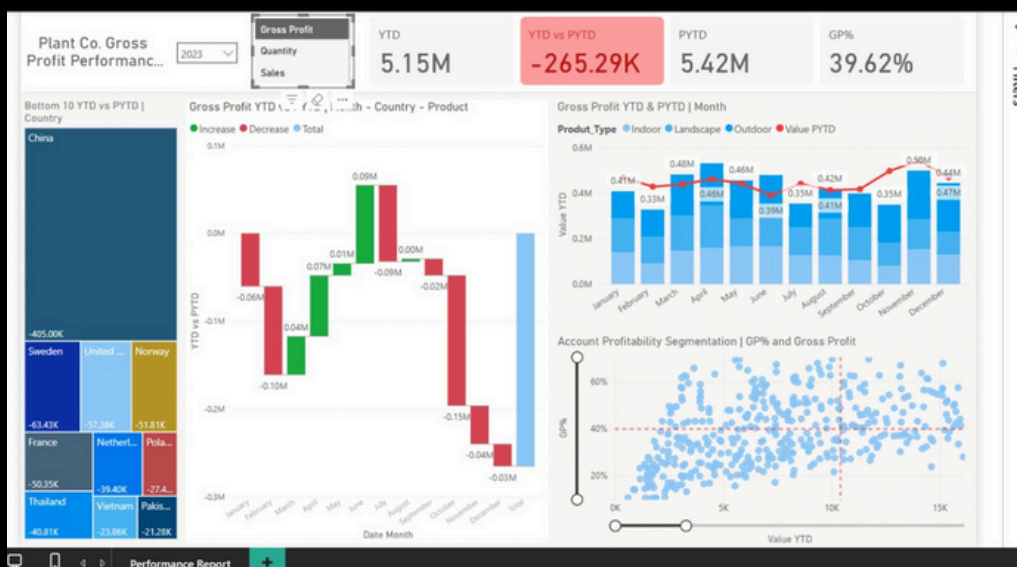 Plant Co. Gross
Profit Performanc...
2023
Gross Profit
Quantity
Sales
YTD
5.15M
YTD vs PYTD
-265.29K
PYTD
5.42M
GP%
39.62%
Bottom 10 YTD vs PYTD |
Country
China
-405.00K
Sweden
-63.43K
United ...
-57.38K
Norway
-51.81K
France
-50.35K
Netherl...
-39.40K
Pola...
-27.4...
Thailand
-40.81K
Vietnam
-23.86K
Pakis...
-21.28K
Gross Profit YTD
- Country - Product
Increase Decrease Total
0.1M
0.0M
-0.1M
-0.2M
-0.3M
YTD vs PYTD
-0.06M
-0.10M
0.04M
0.07M
0.01M
0.09M
-0.09M
0.00M
-0.02M
-0.15M
-0.04M
-0.03M
January
February
March
April
May
June
July
August
September
October
November
December
Total
Date Month
Gross Profit YTD & PYTD | Month
Produt_Type Indoor Landscape Outdoor Value PYTD
0.6M
0.4M
0.2M
0.0M
Value YTD
0.41M
0.33M
0.48M
0.46M
0.46M
0.39M
0.35M
0.42M
0.41M
0.35M
0.50M
0.44M
0.47M
January
February
March
April
May
June
July
August
September
October
November
December
Account Profitability Segmentation | GP% and Gross Profit
60%
40%
20%
GP%
0K
5K
10K
15K
Value YTD
Performance Report
+